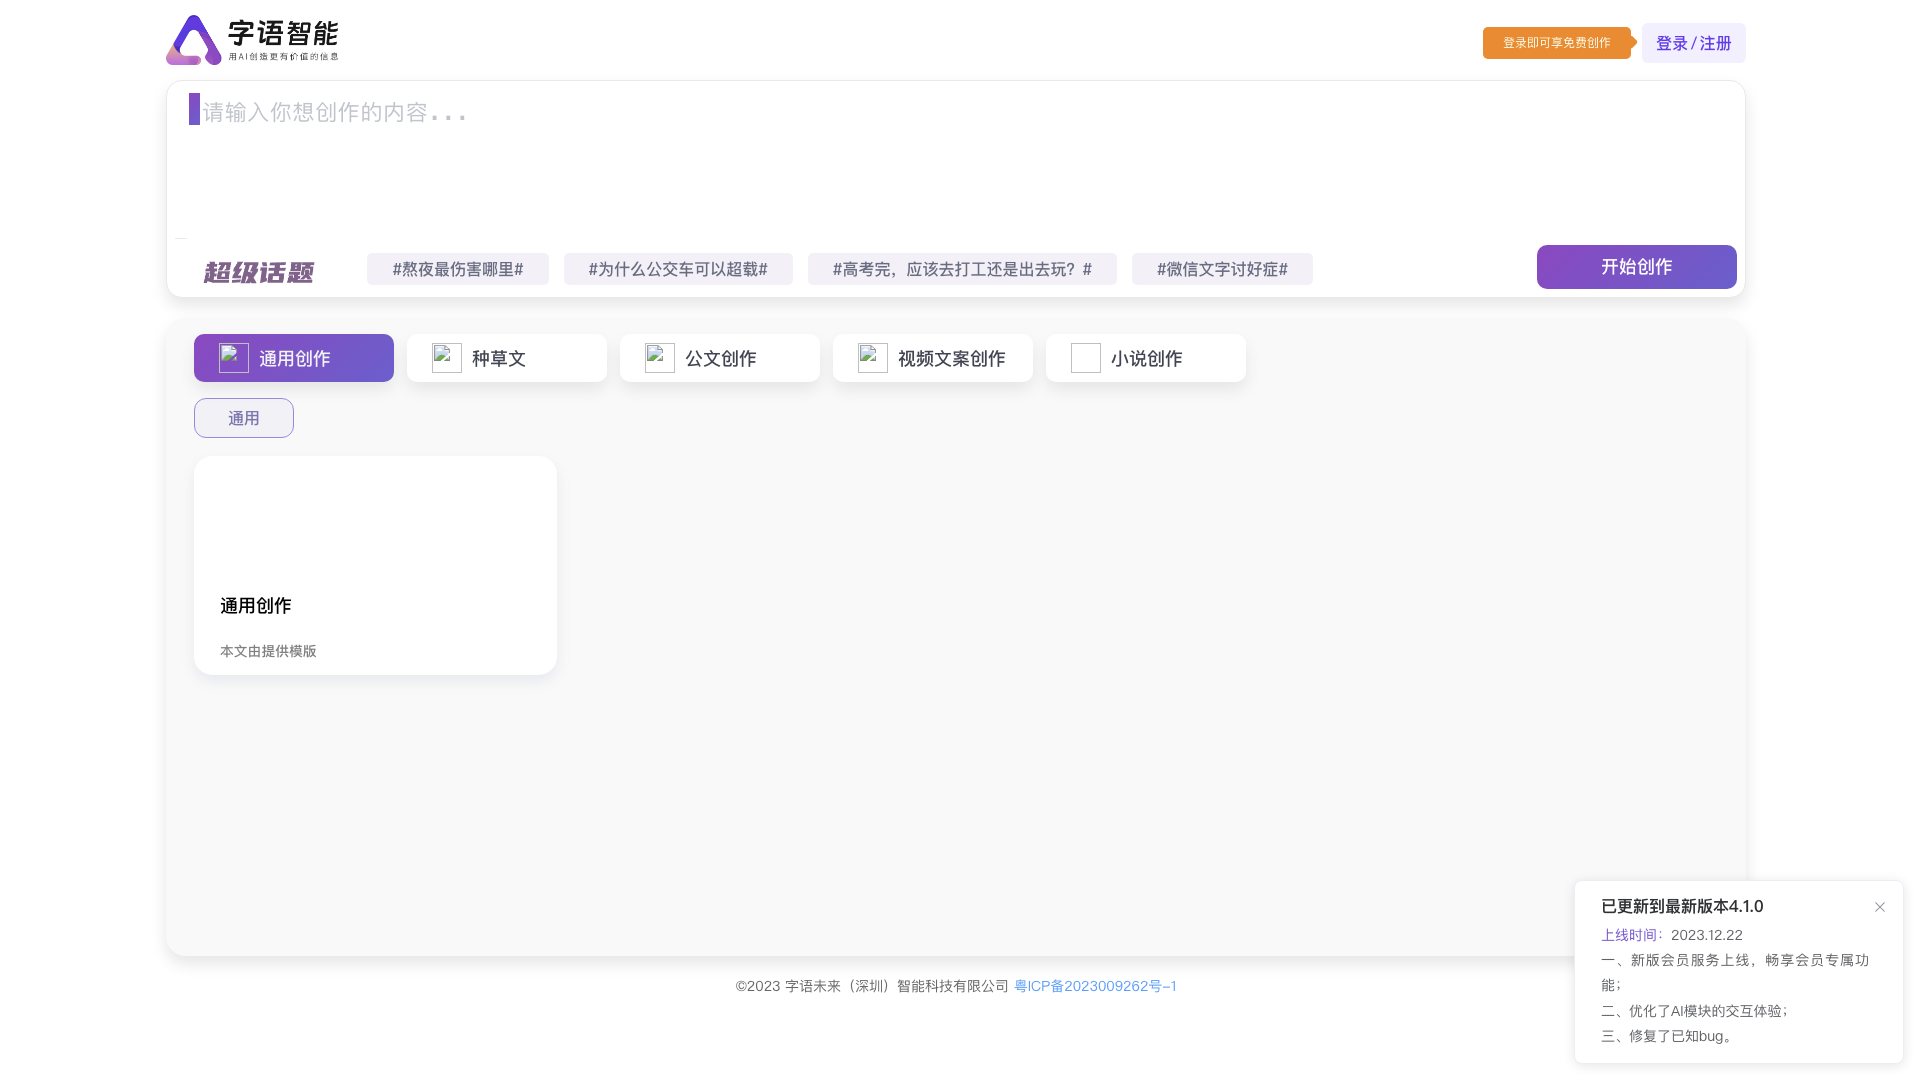 字语智能
用AI创造更有价值的信息
登录即可享免费创作
登录/注册
请输入你想创作的内容...
超级话题
#熬夜最伤害哪里#
#为什么公交车可以超载#
#高考完，应该去打工还是出去玩？#
#微信文字讨好症#
开始创作
通用创作
种草文
公文创作
视频文案创作
小说创作
通用
通用创作
本文由提供模版
已更新到最新版本4.1.0
上线时间：2023.12.22
一、新版会员服务上线，畅享会员专属功
能；
二、优化了AI模块的交互体验；
三、修复了已知bug。
©2023 字语未来（深圳）智能科技有限公司 粤ICP备2023009262号-1